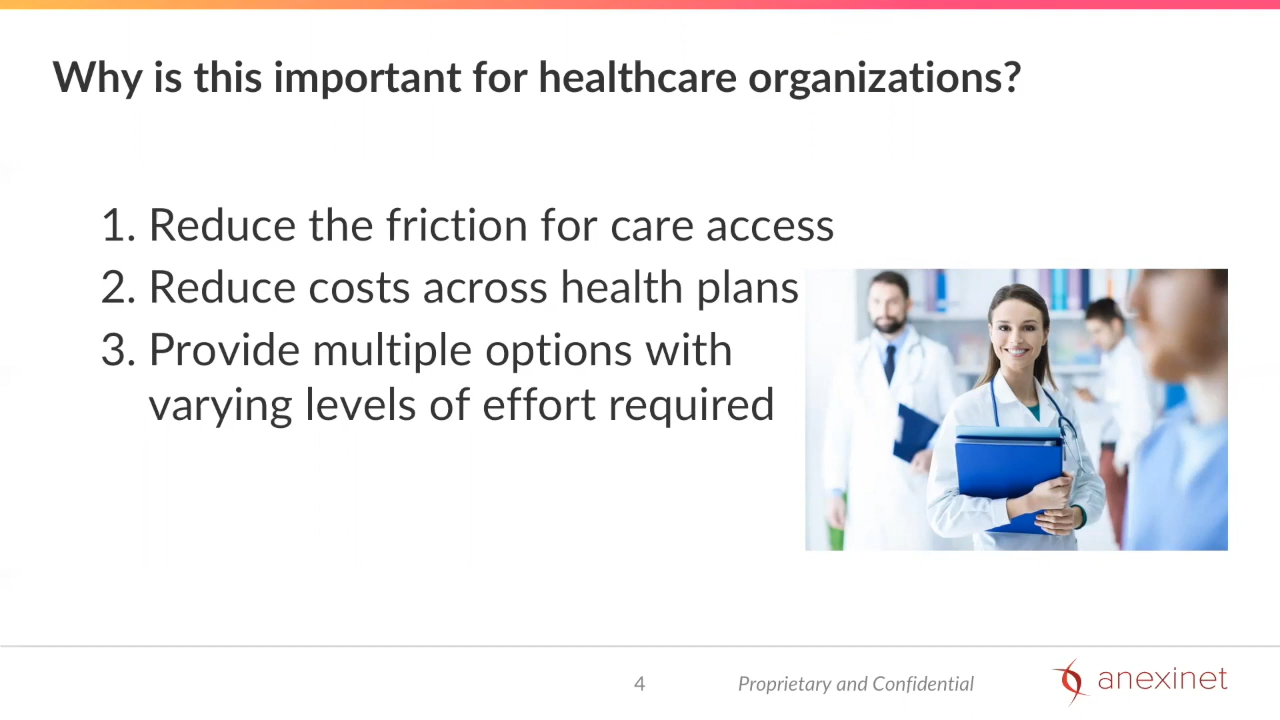 Why is this important for healthcare organizations?
1. Reduce the friction for care access
2. Reduce costs across health plans
3. Provide multiple options with
varying levels of effort required
4
Proprietary and Confidential
anexinet